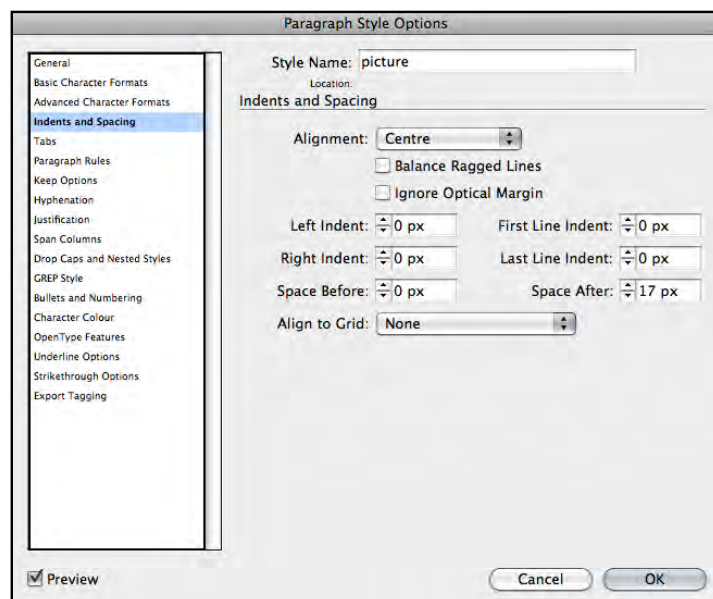 Paragraph Style Options
General
Basic Character Formats
Advanced Character Formats
Indents and Spacing
Tabs
Paragraph Rules
Keep Options
Hyphenation
Justification
Span Columns
Drop Caps and Nested Styles
GREP Style
Bullets and Numbering
Character Colour
OpenType Features
Underline Options
Strikethrough Options
Export Tagging
Style Name: picture
Location:
Indents and Spacing
Alignment: Centre
Balance Ragged Lines
Ignore Optical Margin
Left Indent: 0 px First Line Indent: 0 px
Right Indent: 0 px Last Line Indent: 0 px
Space Before: 0 px Space After: 17 px
Align to Grid: None
Preview Cancel OK